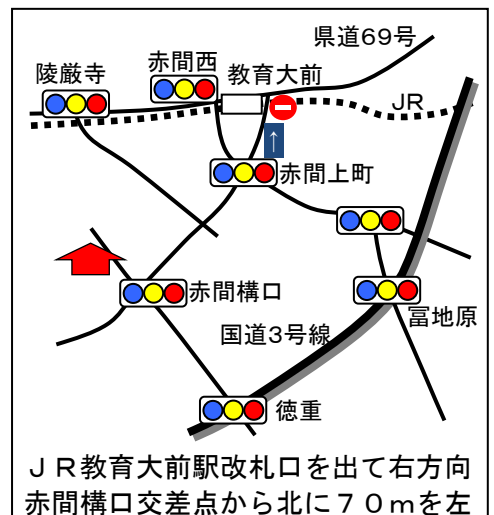 県道69号
赤間西
教育大前
陵厳寺
JR
↑
赤間上町
赤間構口
冨地原
国道3号線
徳重
ＪＲ教育大前駅改札口を出て右方向
赤間構口交差点から北に７０ｍを左